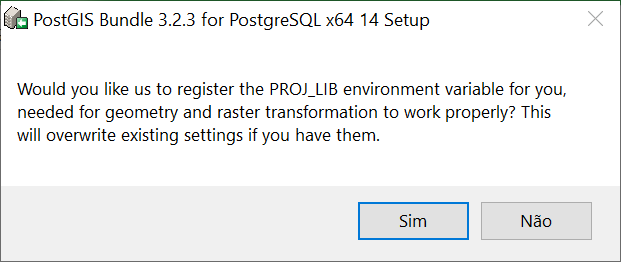 PostGIS Bundle 3.2.3 for PostgreSQL x64 14 Setup
Would you like us to register the PROJ_LIB environment variable for you,
needed for geometry and raster transformation to work properly? This
will overwrite existing settings if you have them.
Sim
Não